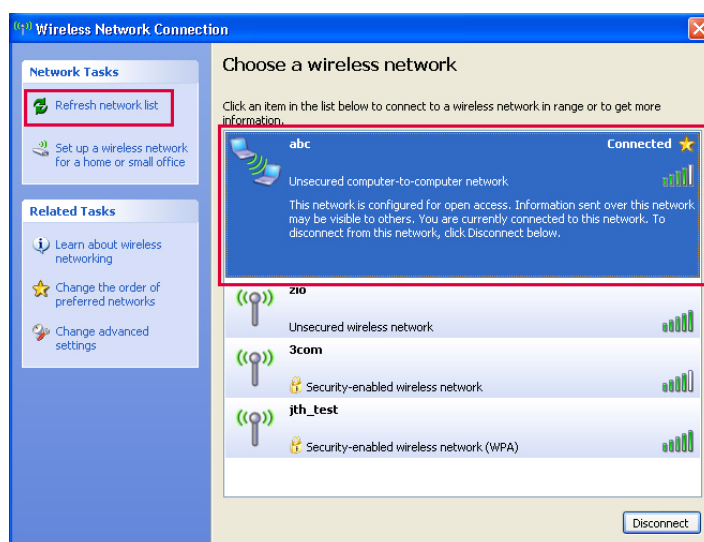 Wireless Network Connection
Network Tasks
Refresh network list
Set up a wireless network
for a home or small office
Related Tasks
Learn about wireless
networking
Change the order of
preferred networks
Change advanced
settings
Choose a wireless network
Click an item in the list below to connect to a wireless network in range or to get more
information.
abc
Connected
Unsecured computer-to-computer network
This network is configured for open access. Information sent over this network
may be visible to others. You are currently connected to this network. To
disconnect from this network, click Disconnect below.
zio
Unsecured wireless network
3com
Security-enabled wireless network
jth_test
Security-enabled wireless network (WPA)
Disconnect